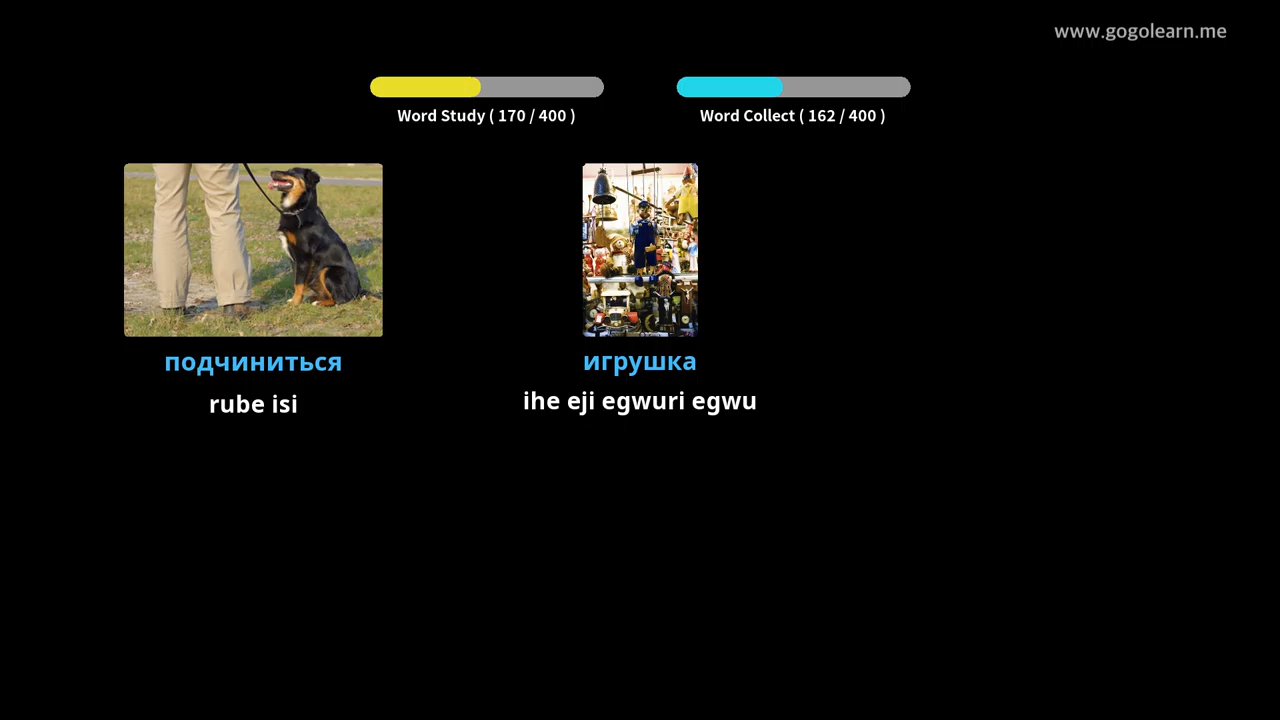 www.gogolearn.me
Word Study ( 170 / 400 )
Word Collect ( 162 / 400 )
подчиниться
rube isi
игрушка
ihe eji egwuri egwu